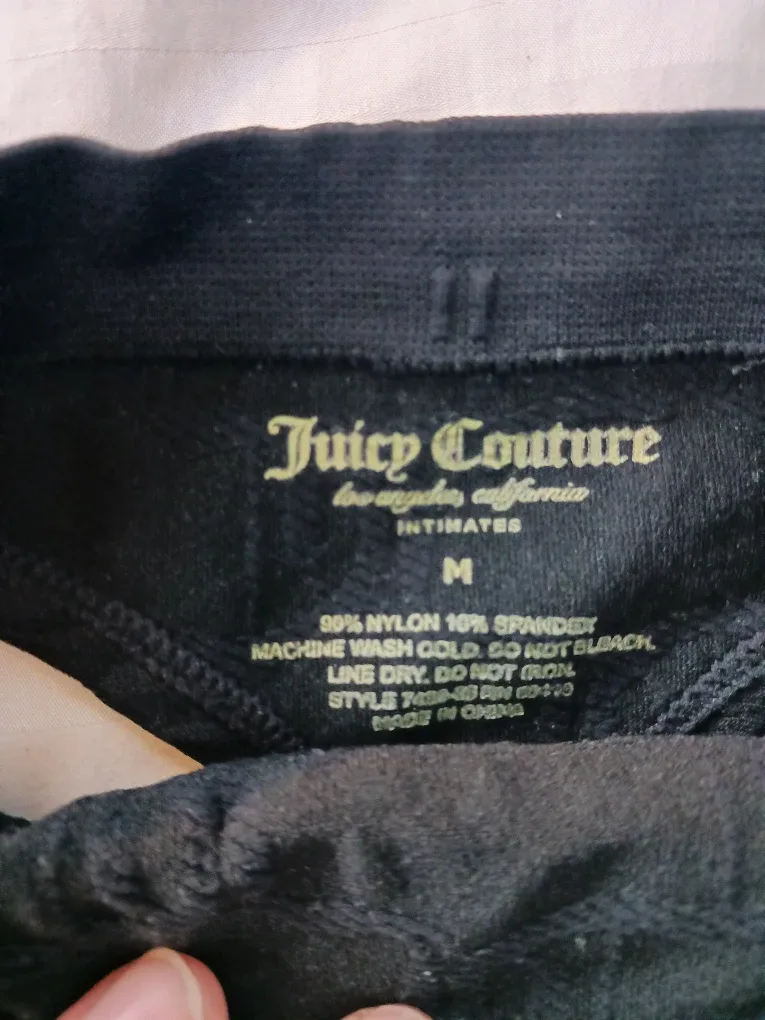 Juicy Couture
los angeles, california
INTIMATES
M
90% NYLON 10% SPANDEX
MACHINE WASH COLD. DO NOT BLEACH.
LINE DRY. DO NOT IRON.
STYLE RN
MADE IN CHINA